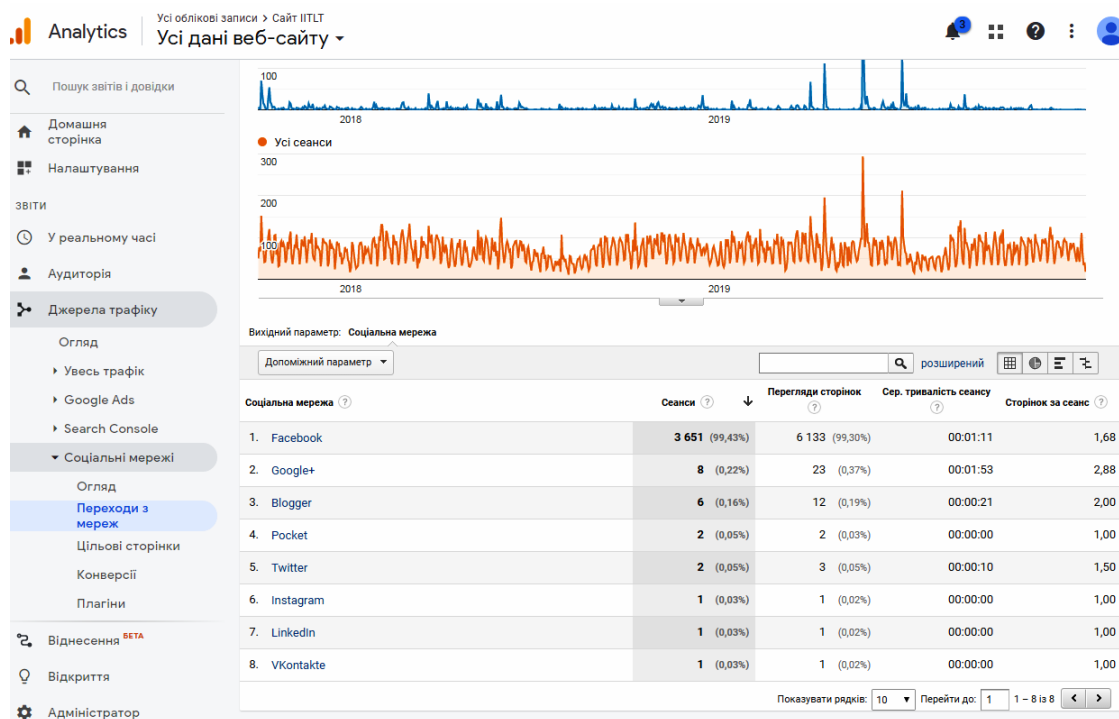 Analytics
Усі облікові записи > Сайт IITLT
Усі дані веб-сайту
3
Пошук звітів і довідки
Домашня
сторінка
Налаштування
ЗВІТИ
У реальному часі
Аудиторія
Джерела трафіку
Огляд
Увесь трафік
Google Ads
Search Console
Соціальні мережі
Огляд
Переходи з
мереж
Цільові сторінки
Конверсії
Плагіни
Віднесення БЕТА
Відкриття
Адміністратор
100
2018 2019
Усі сеанси
300
200
100
2018 2019
Вихідний параметр: Соціальна мережа
Допоміжний параметр
розширений
Соціальна мережа ? Сеанси ? Перегляди сторінок ? Сер. тривалість сеансу ? Сторінок за сеанс ?
1. Facebook 3 651 (99,43%) 6 133 (99,30%) 00:01:11 1,68
2. Google+ 8 (0,22%) 23 (0,37%) 00:01:53 2,88
3. Blogger 6 (0,16%) 12 (0,19%) 00:00:21 2,00
4. Pocket 2 (0,05%) 2 (0,03%) 00:00:00 1,00
5. Twitter 2 (0,05%) 3 (0,05%) 00:00:10 1,50
6. Instagram 1 (0,03%) 1 (0,02%) 00:00:00 1,00
7. LinkedIn 1 (0,03%) 1 (0,02%) 00:00:00 1,00
8. VKontakte 1 (0,03%) 1 (0,02%) 00:00:00 1,00
Показувати рядків: 10 Перейти до: 1 1 – 8 із 8